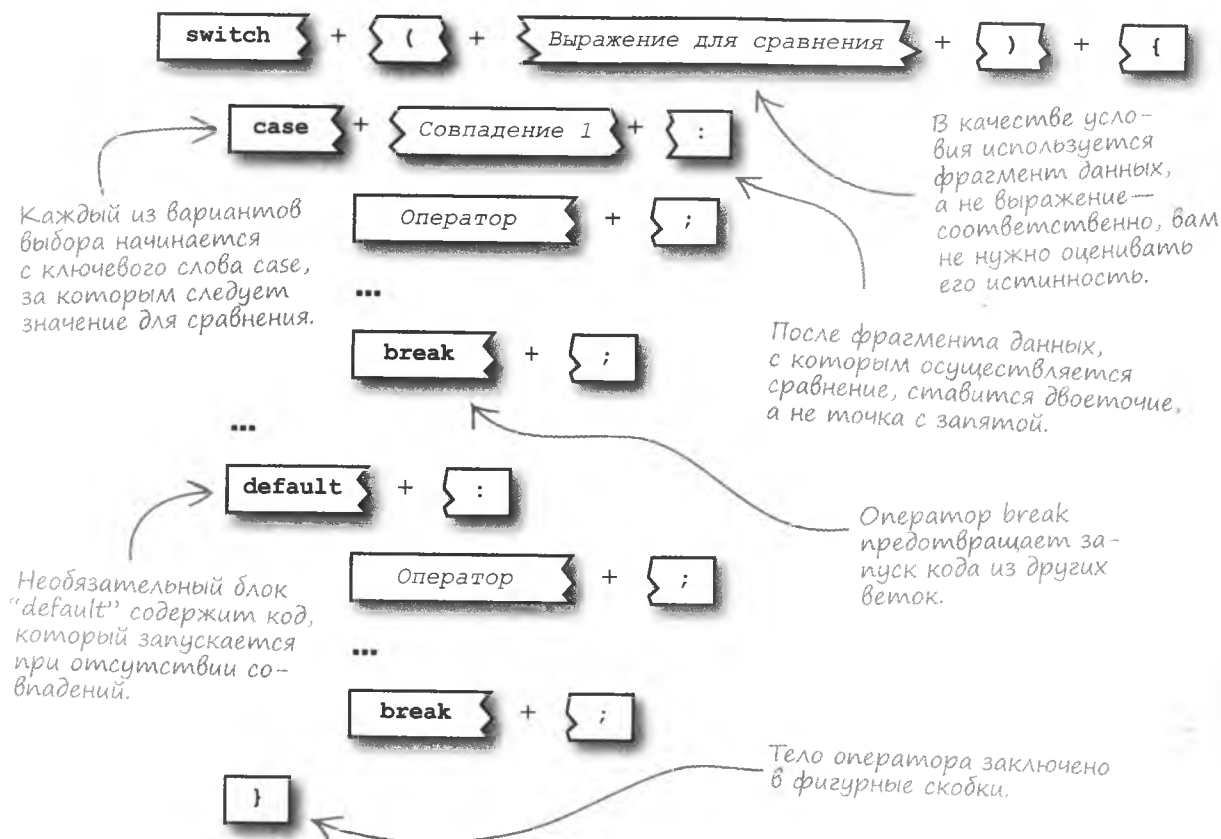 switch + ( + Выражение для сравнения + ) + {
case + Совпадение 1 + :
В качестве усло-
вия используется
фрагмент данных,
а не выражение—
соответственно, вам
не нужно оценивать
его истинность.
Каждый из вариантов
выбора начинается
с ключевого слова case,
за которым следует
значение для сравнения.
Оператор + ;
...
break + ;
После фрагмента данных,
с которым осуществляется
сравнение, ставится двоеточие,
а не точка с запятой.
...
default + :
Оператор break
предотвращает за-
пуск кода из других
веток.
Необязательный блок
“default” содержит код,
который запускается
при отсутствии со-
впадений.
Оператор + ;
...
break + ;
Тело оператора заключено
в фигурные скобки.
}